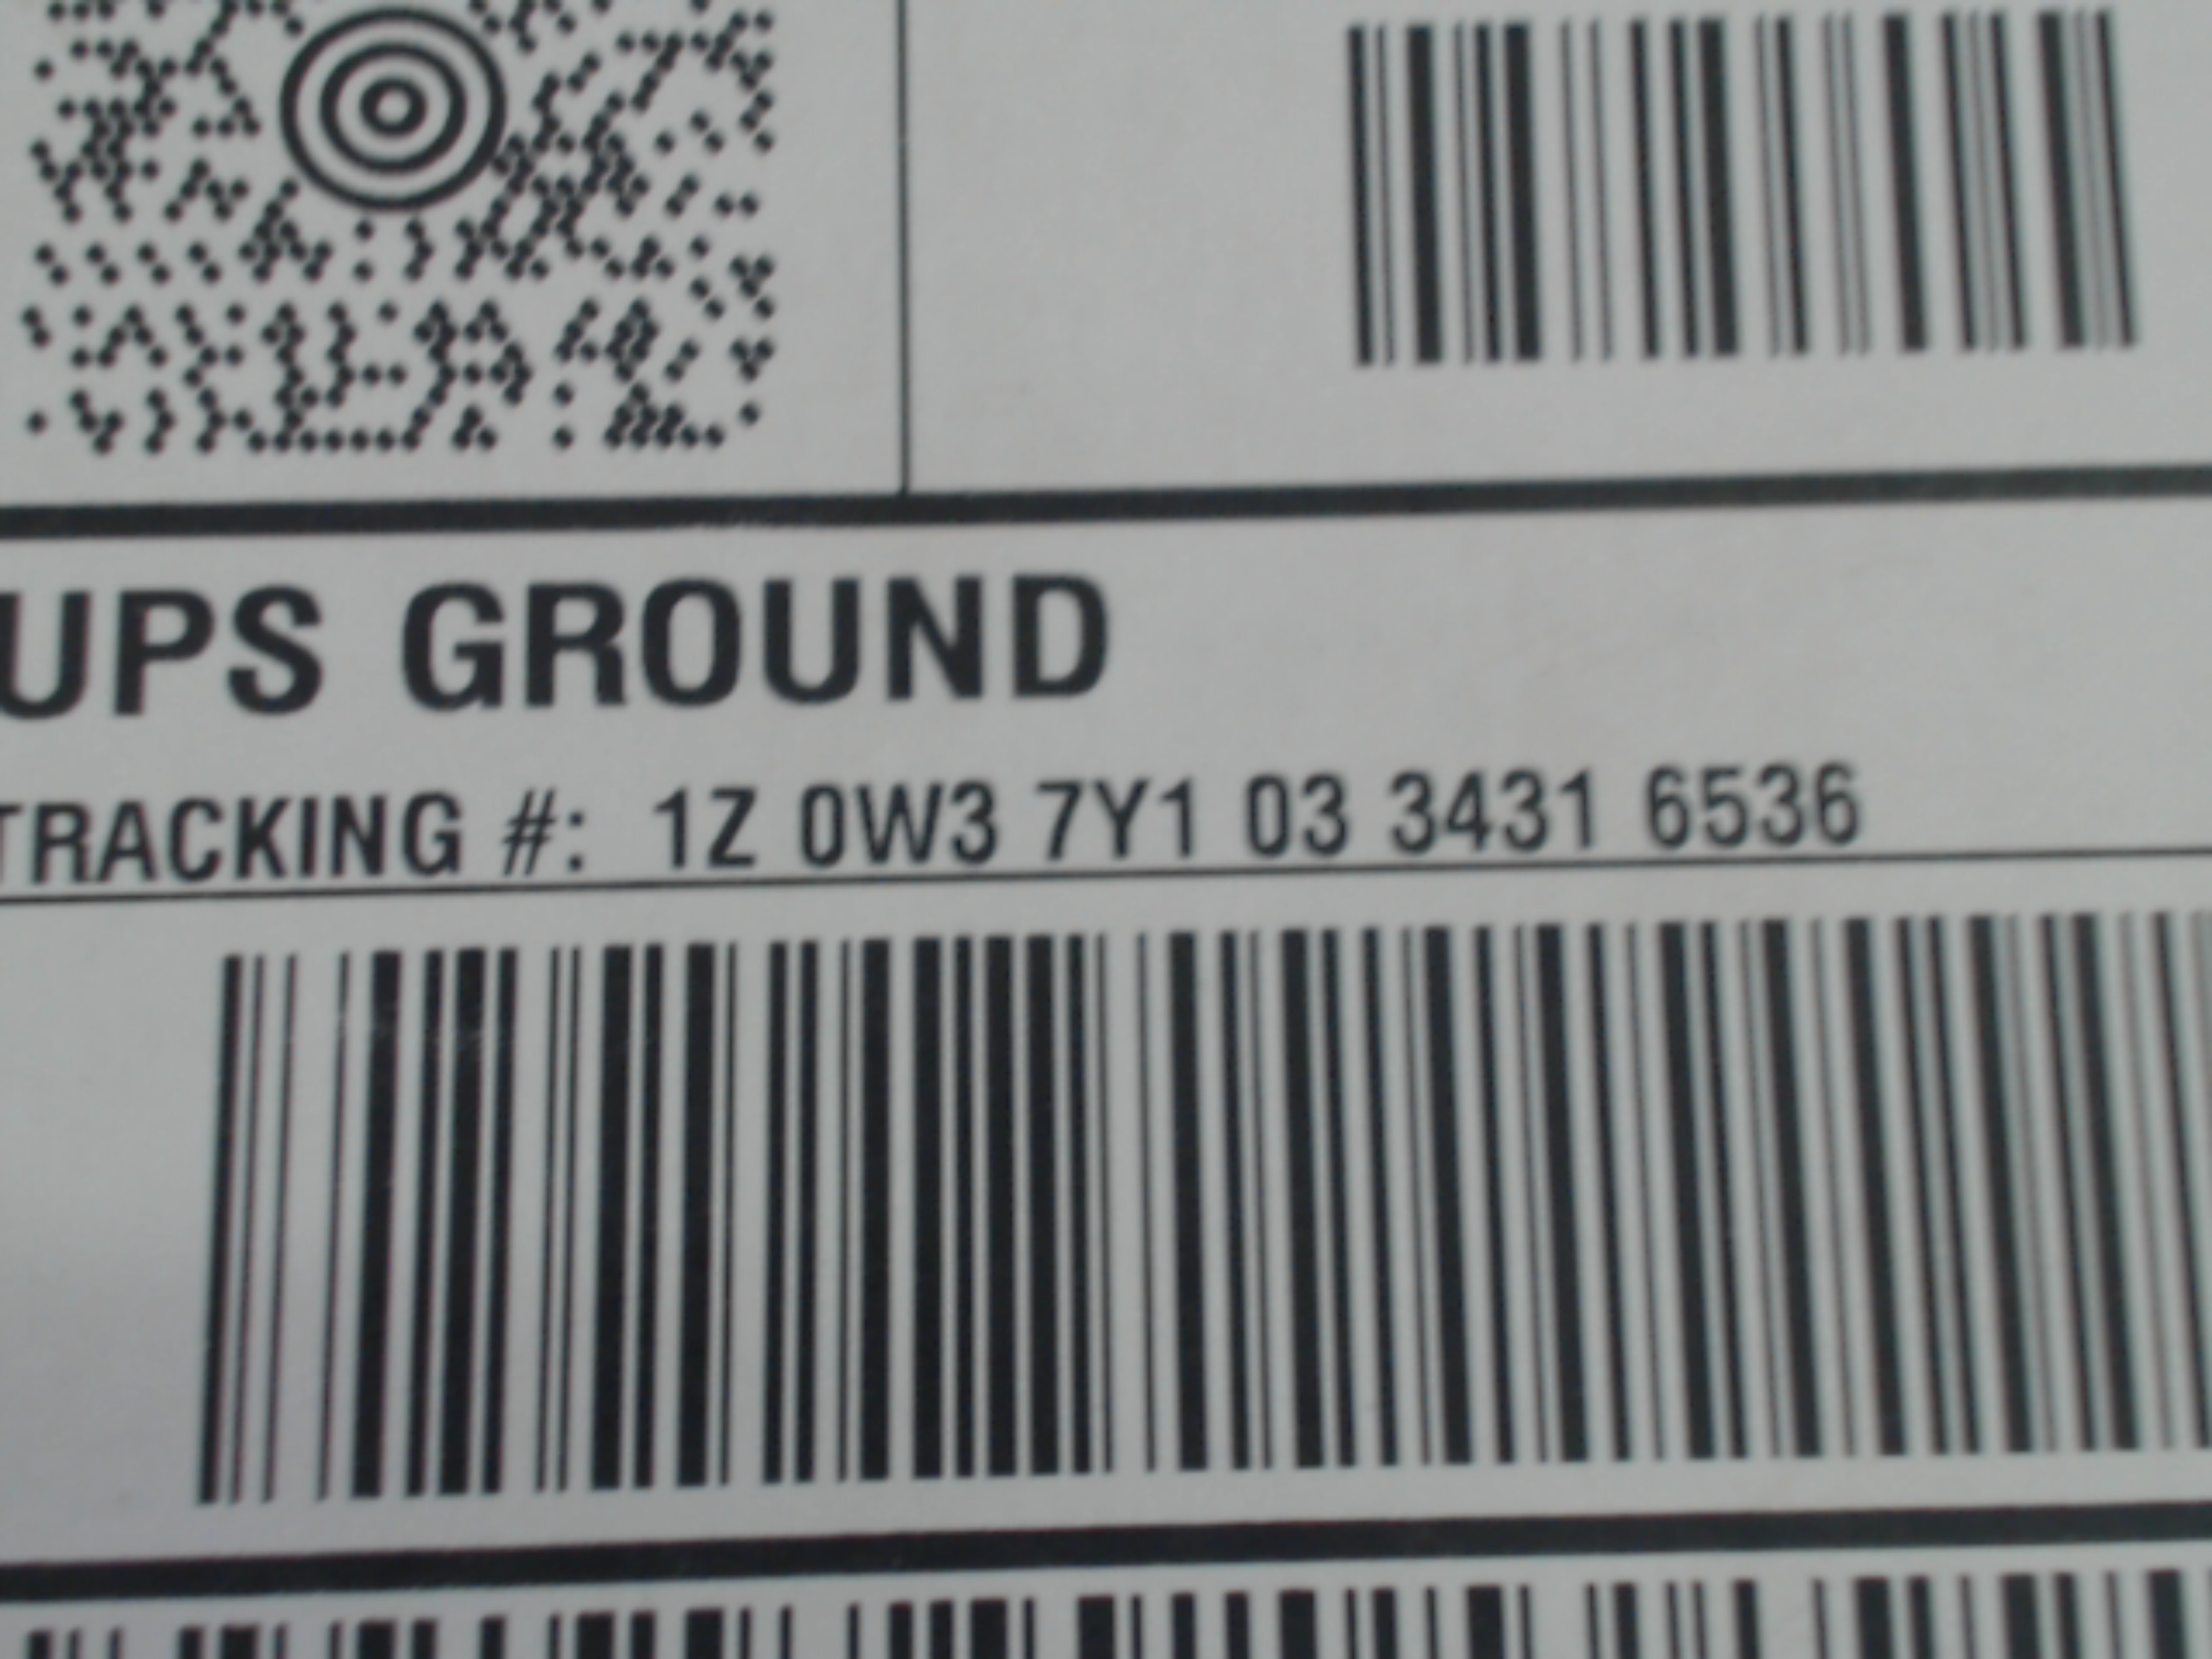 UPS GROUND
TRACKING #: 1Z 0W3 7Y1 03 3431 6536